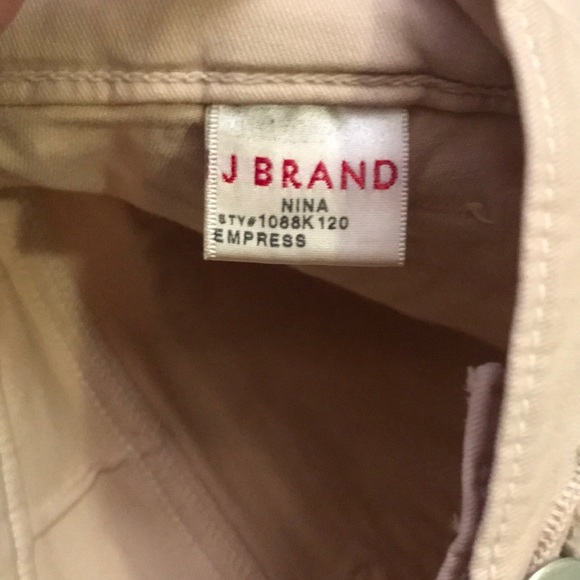 J BRAND
NINA
STY#1088K120
EMPRESS